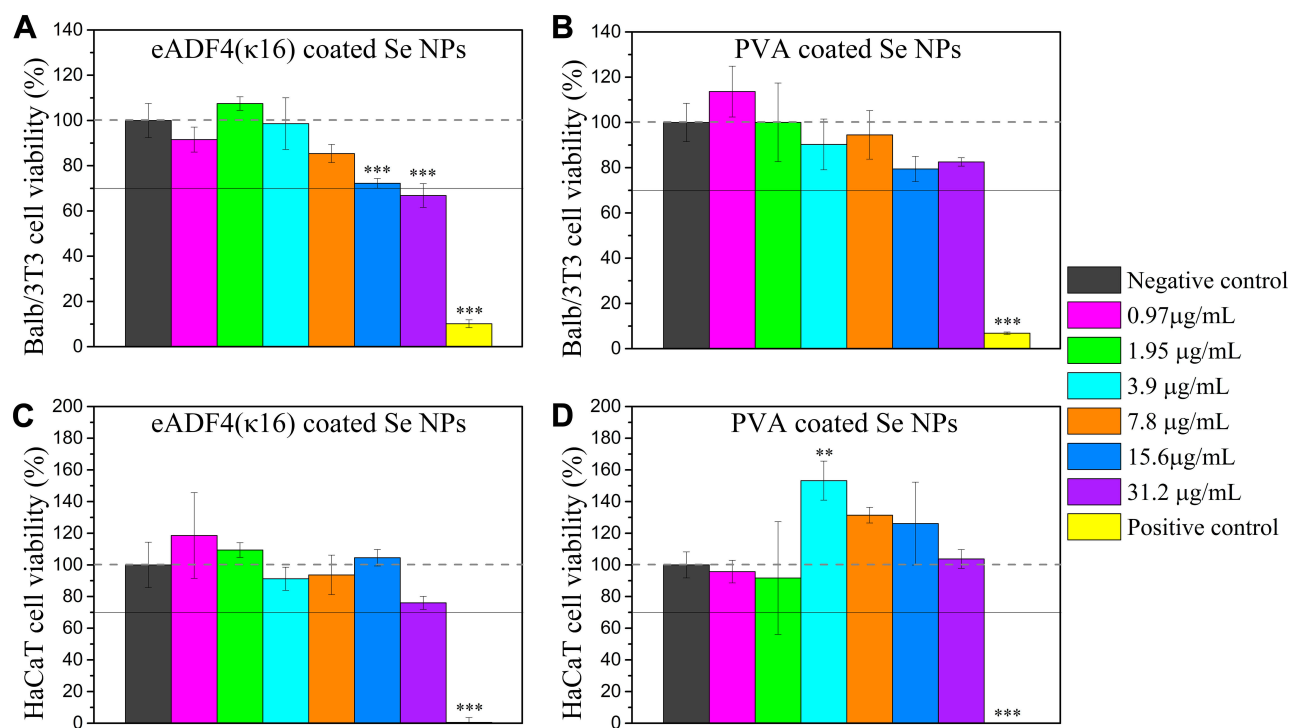 A
eADF4(κ16) coated Se NPs
Balb/3T3 cell viability (%)
140
120
100
80
60
40
20
0
***
***
***
B
PVA coated Se NPs
Balb/3T3 cell viability (%)
140
120
100
80
60
40
20
0
***
C
eADF4(κ16) coated Se NPs
HaCaT cell viability (%)
200
180
160
140
120
100
80
60
40
20
0
***
D
PVA coated Se NPs
HaCaT cell viability (%)
200
180
160
140
120
100
80
60
40
20
0
**
***
Negative control
0.97µg/mL
1.95 µg/mL
3.9 µg/mL
7.8 µg/mL
15.6µg/mL
31.2 µg/mL
Positive control